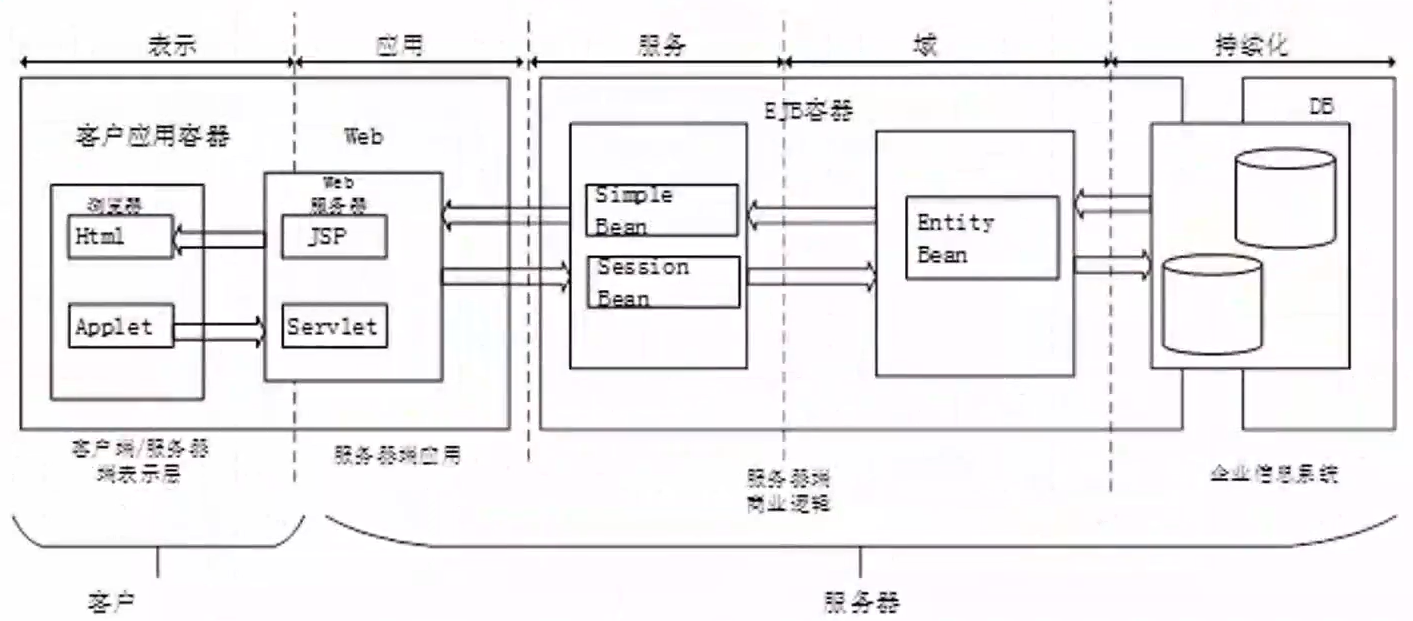 表示
应用
服务
域
持续化
客户应用容器
Web
EJB容器
DB
浏览器
Html
Applet
Web
服务器
JSP
Servlet
Simple
Bean
Session
Bean
Entity
Bean
客户端/服务器
端表示层
服务器端应用
服务器端
商业逻辑
企业信息系统
客户
服务器